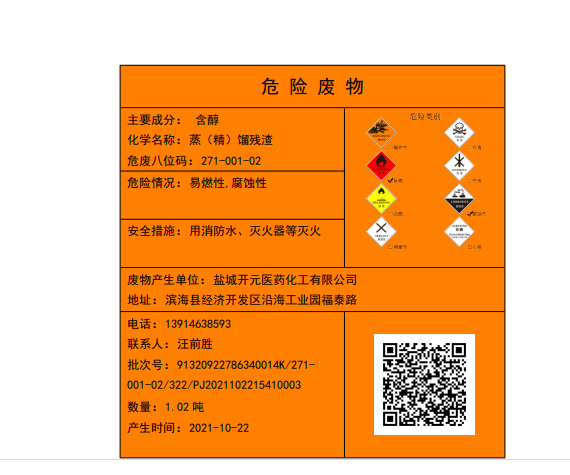 危险废物
主要成分： 含醇
化学名称：蒸（精）馏残渣
危废八位码：271-001-02
危险情况：易燃性,腐蚀性
安全措施：用消防水、灭火器等灭火
危险类别
废物产生单位：盐城开元医药化工有限公司
地址：滨海县经济开发区沿海工业园福泰路
电话：13914638593
联系人：汪前胜
批次号：91320922786340014K/271-
001-02/322/PJ2021102215410003
数量：1.02 吨
产生时间：2021-10-22